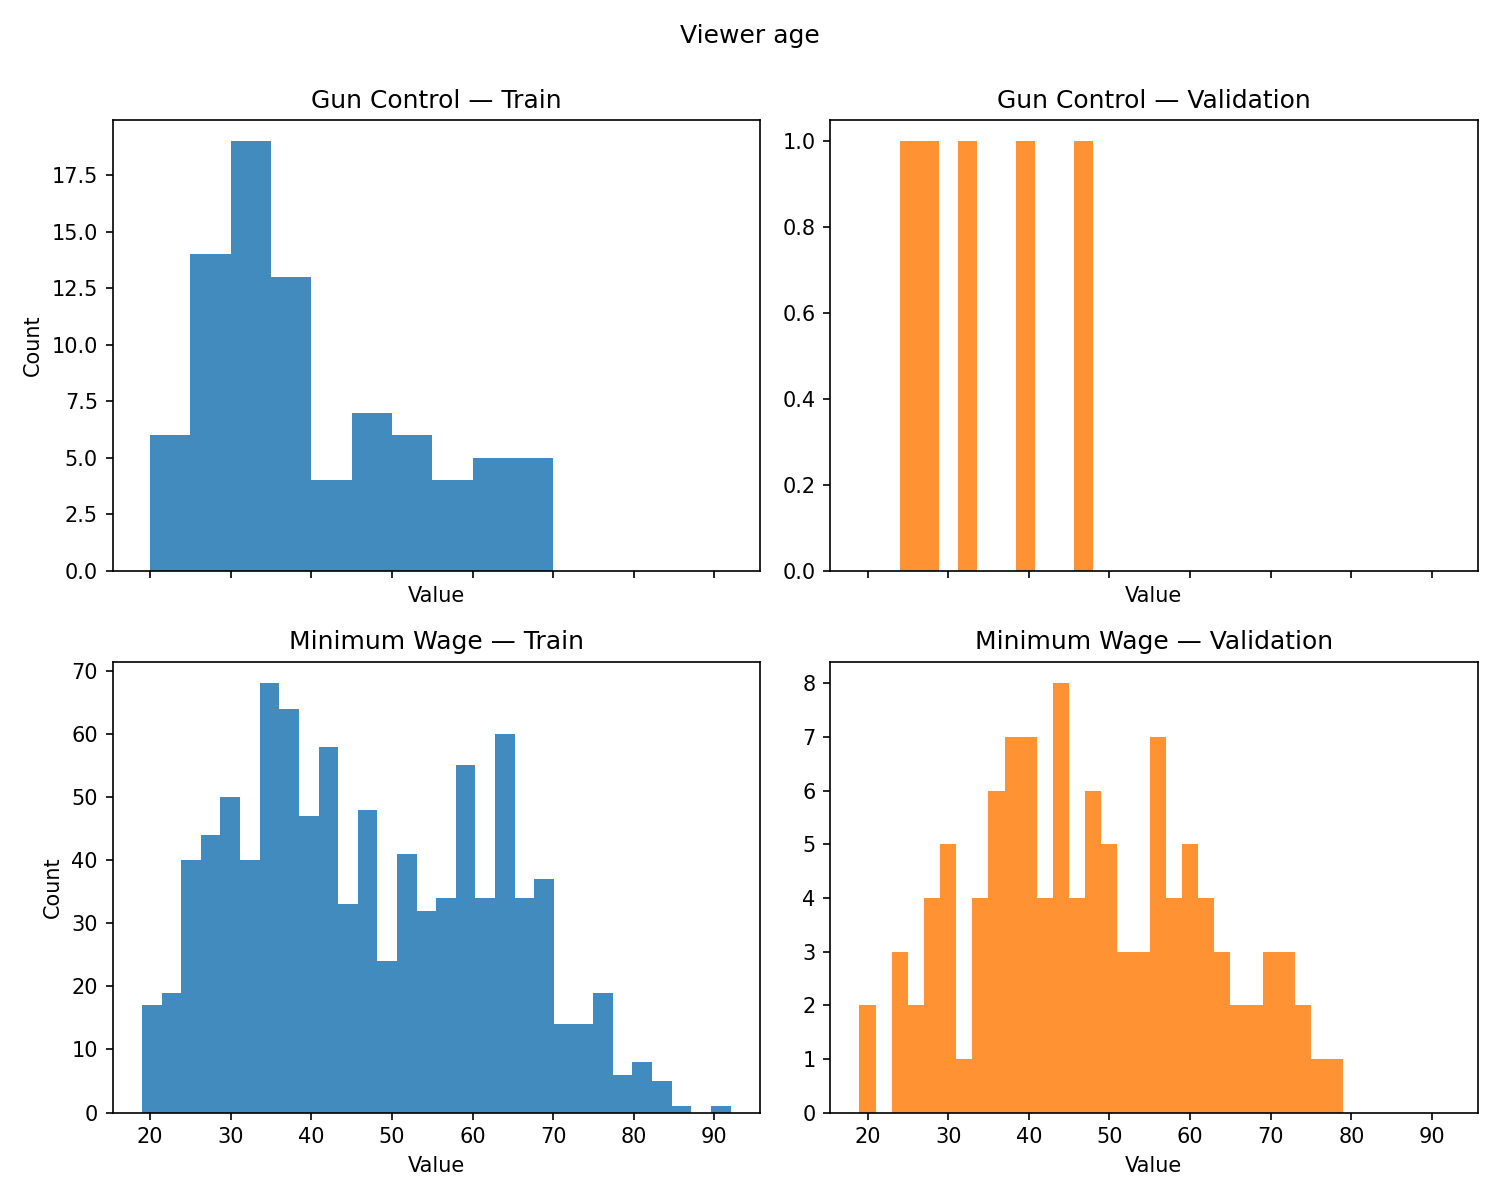 Viewer age
Gun Control — Train
Gun Control — Validation
17.5
15.0
12.5
10.0
7.5
5.0
2.5
0.0
Count
Value
1.0
0.8
0.6
0.4
0.2
0.0
Value
Minimum Wage — Train
Minimum Wage — Validation
70
60
50
40
30
20
10
0
Count
20 30 40 50 60 70 80 90
Value
8
7
6
5
4
3
2
1
0
20 30 40 50 60 70 80 90
Value